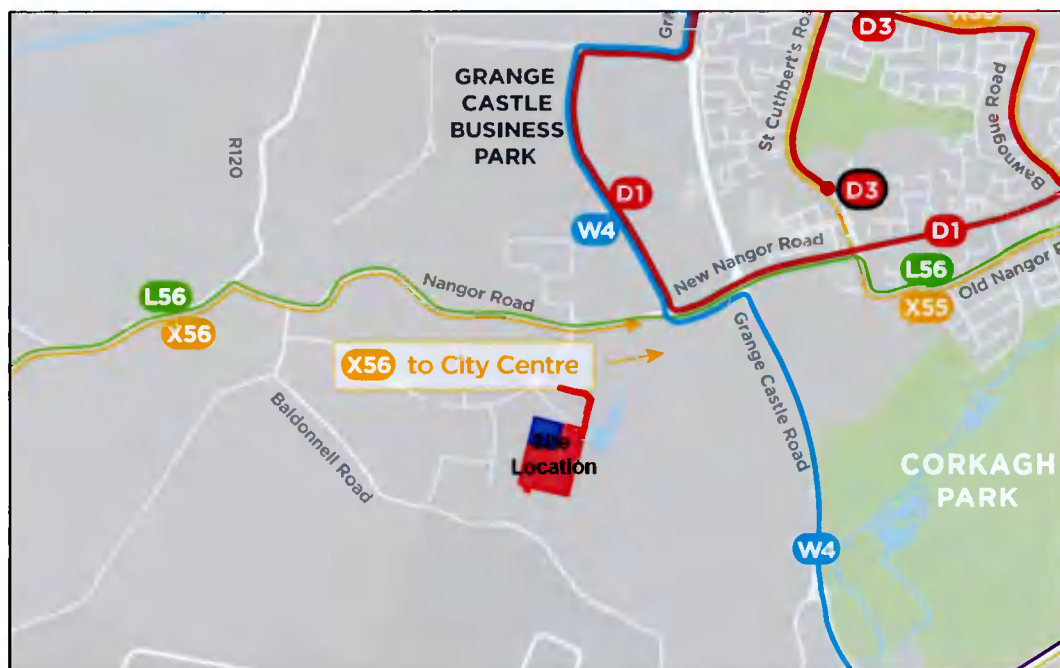 D3
St Cuthbert's Ro
GRANGE
CASTLE
BUSINESS
PARK
R120
Bawnogue Road
D3
D1
D1
W4
New Nangor Road
L56
Old Nangor
X55
L56
Nangor Road
X56
X56 to City Centre
Grange Castle Road
Baldonnell Road
Location
CORKAGH
PARK
W4